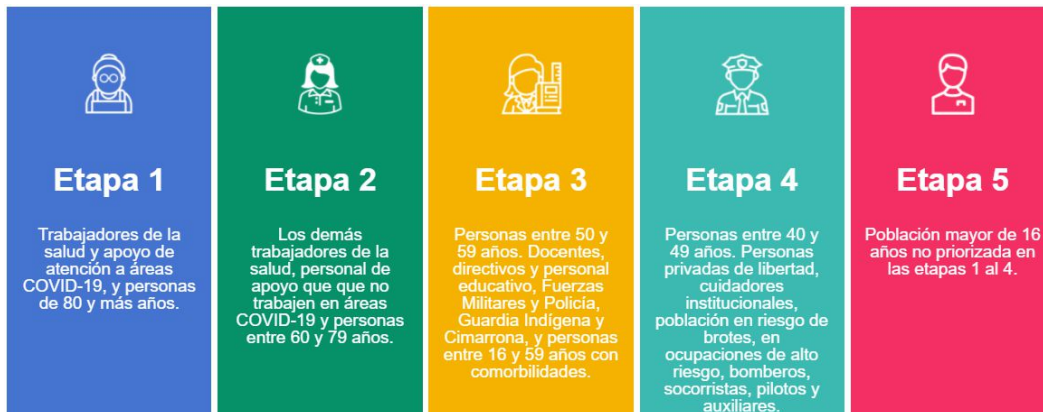 Etapa 1
Trabajadores de la
salud y apoyo de
atención a áreas
COVID-19, y personas
de 80 y más años.
Etapa 2
Los demás
trabajadores de la
salud, personal de
apoyo que que no
trabajen en áreas
COVID-19 y personas
entre 60 y 79 años.
Etapa 3
Personas entre 50 y
59 años. Docentes,
directivos y personal
educativo, Fuerzas
Militares y Policía,
Guardia Indígena y
Cimarrona, y personas
entre 16 y 59 años con
comorbilidades.
Etapa 4
Personas entre 40 y
49 años. Personas
privadas de libertad,
cuidadores
institucionales,
población en riesgo de
brotes, en
ocupaciones de alto
riesgo, bomberos,
socorristas, pilotos y
auxiliares.
Etapa 5
Población mayor de 16
años no priorizada en
las etapas 1 al 4.